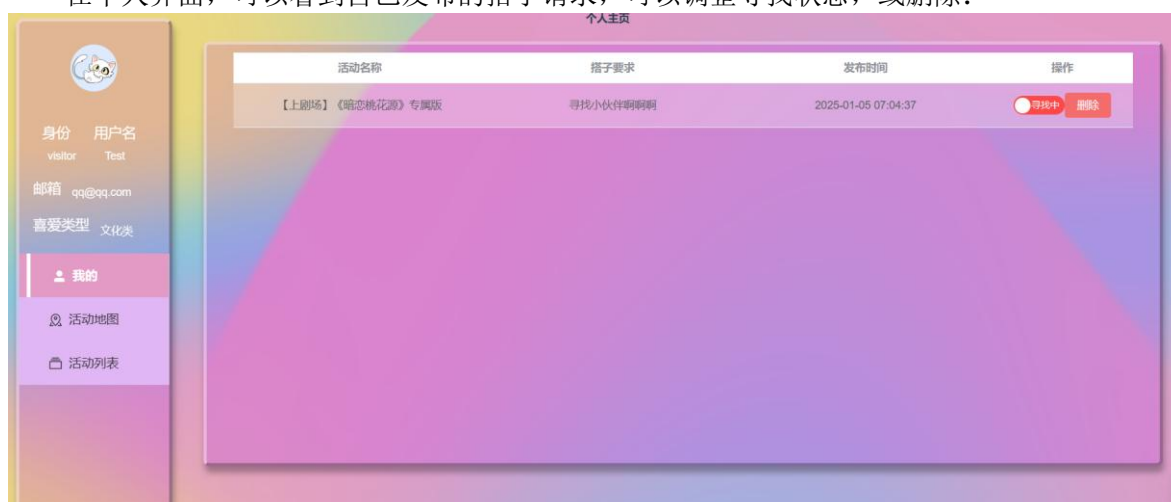 在个人界面，可以看到自己发布的搭子请求，可以调整寻找状态，或删除.
个人主页
活动名称 搭子要求 发布时间 操作
【上剧场】《暗恋桃花源》专属版 寻找小伙伴啊啊啊 2025-01-05 07:04:37 寻找中 删除
身份 用户名
visitor Test
邮箱 qq@qq.com
喜爱类型 文化类
我的
活动地图
活动列表